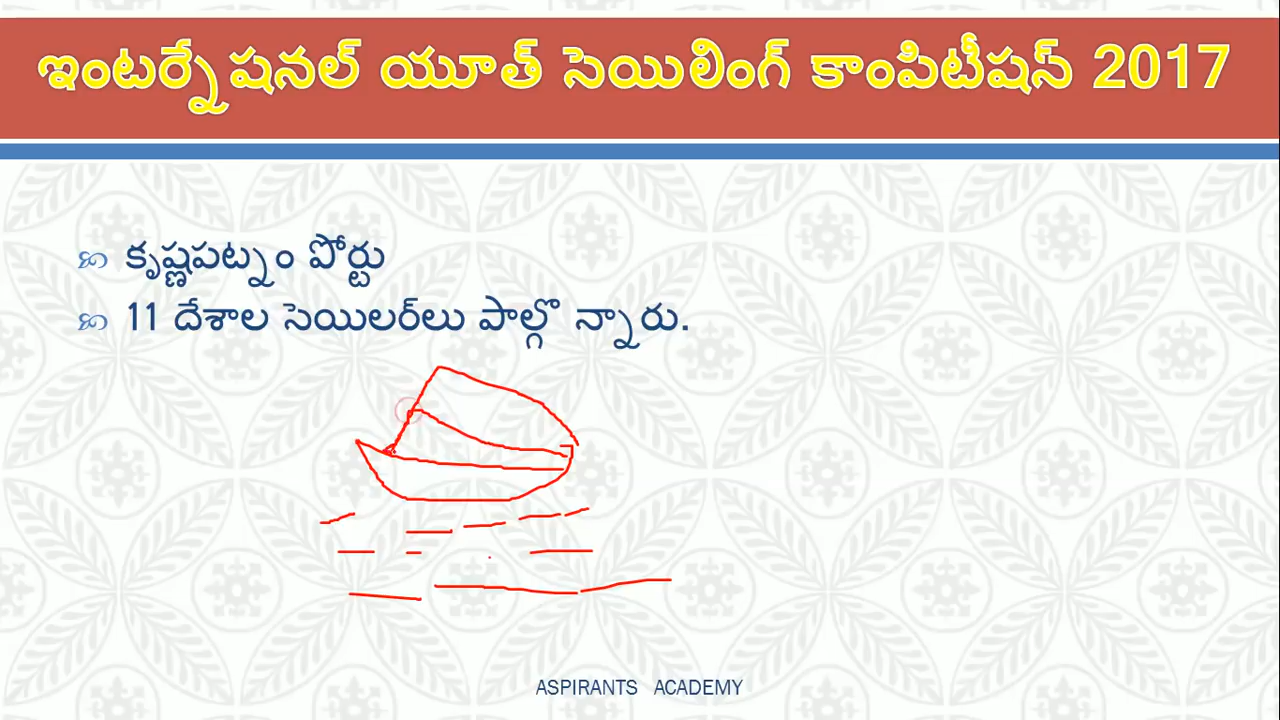 ఇంటర్నేషనల్ యూత్ సెయిలింగ్ కాంపిటీషన్ 2017
కృష్ణపట్నం పోర్టు
11 దేశాల సెయిలర్‌లు పాల్గొన్నారు.
ASPIRANTS ACADEMY